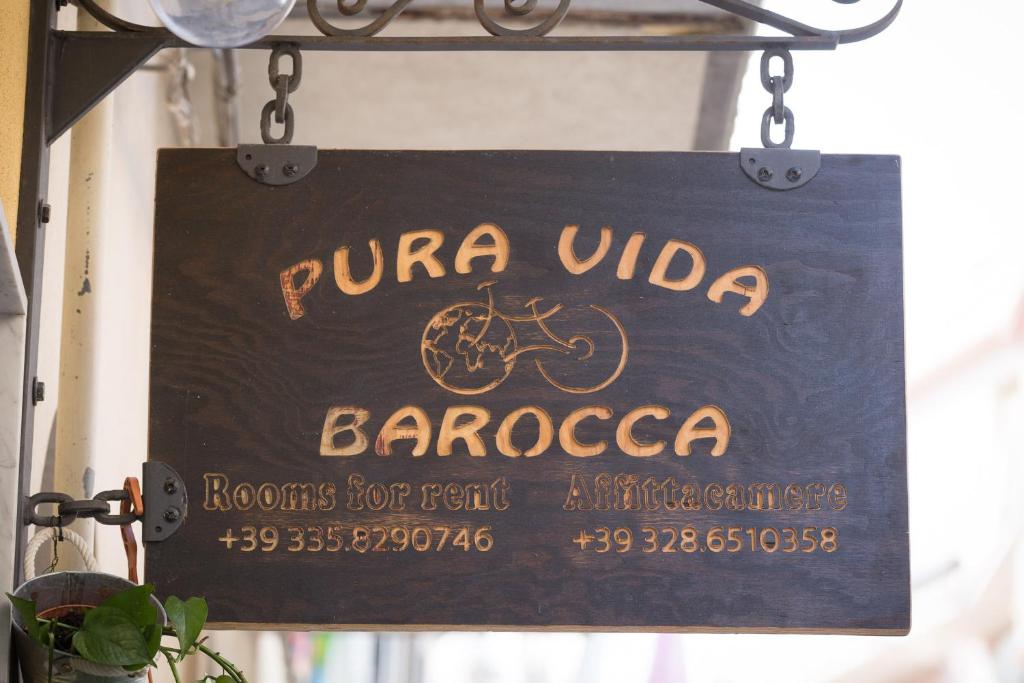 PURA VIDA
BAROCCA
Rooms for rent Affittacamere
+39 335.8290746 +39 328.6510358